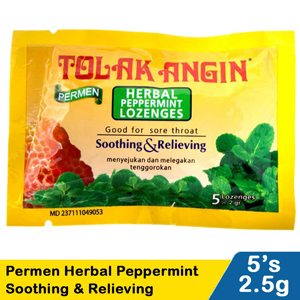 TOLAK ANGIN®
PERMEN
HERBAL
PEPPERMINT
LOZENGES
Good for sore throat
Soothing & Relieving
menyejukan dan melegakan
tenggorokan
5 Lozenges
MD 237111049053
Permen Herbal Peppermint
Soothing & Relieving
5's
2.5g